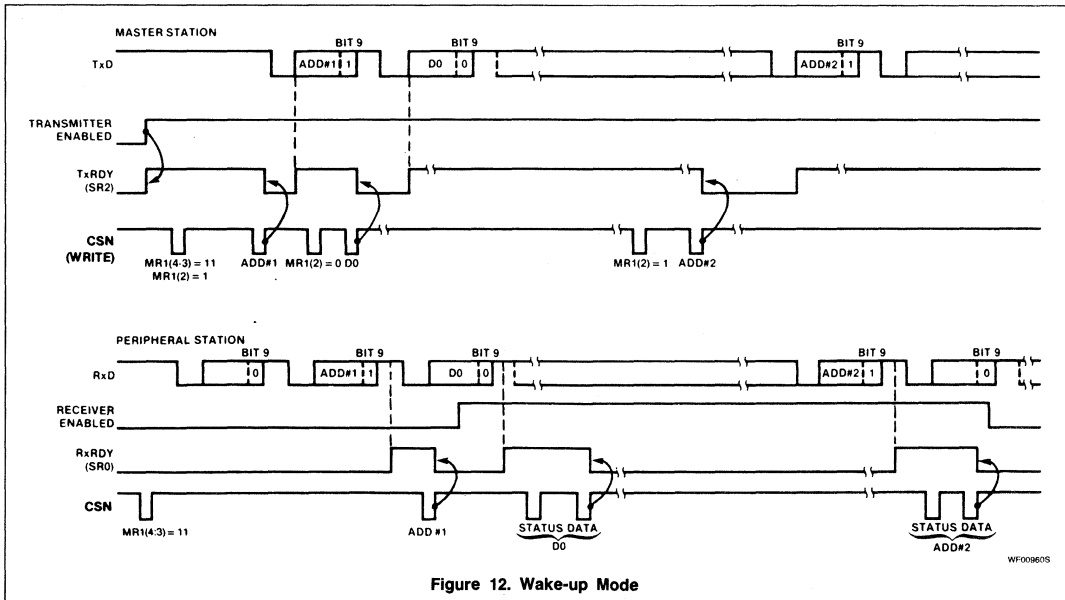 MASTER STATION
BIT 9 BIT 9 BIT 9
TxD ADD#1 1 D0 0 ADD#2 1
TRANSMITTER
ENABLED
TxRDY
(SR2)
CSN
(WRITE)
MR1(4-3) = 11 ADD#1 MR1(2) = 0 D0 MR1(2) = 1 ADD#2
MR1(2) = 1
PERIPHERAL STATION
BIT 9 BIT 9 BIT 9 BIT 9 BIT 9
RxD 0 ADD#1 1 D0 0 ADD#2 1 0
RECEIVER
ENABLED
RxRDY
(SR0)
CSN
MR1(4:3) = 11 ADD #1 STATUS DATA STATUS DATA
D0 ADD#2
WF00960S
Figure 12. Wake-up Mode